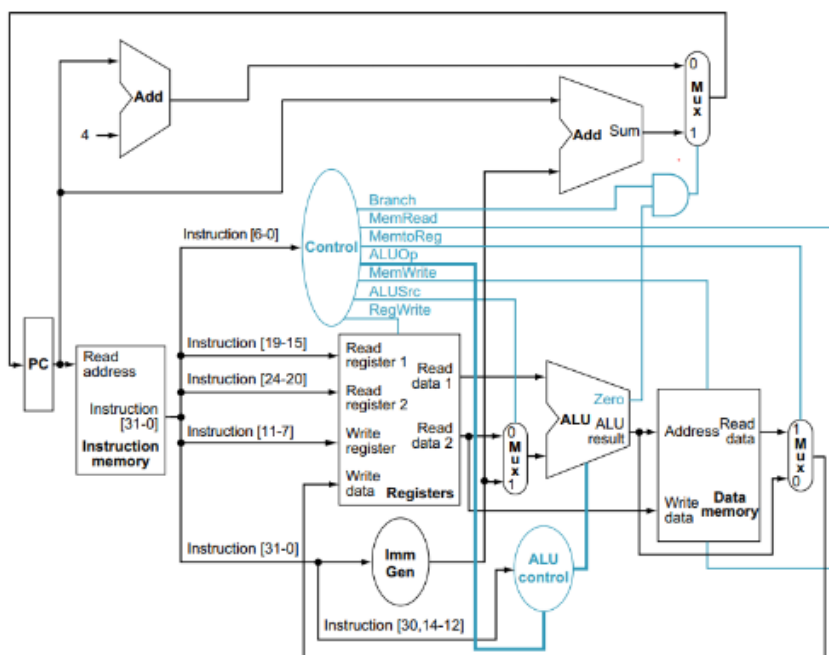 Add
4
Add Sum
0
Mux
1
Branch
MemRead
MemtoReg
ALUOp
MemWrite
ALUSrc
RegWrite
Control
Instruction [6-0]
Instruction [19-15]
Instruction [24-20]
Instruction [11-7]
Instruction [31-0]
Instruction [30,14-12]
PC
Read
address
Instruction
[31-0]
Instruction
memory
Read
register 1
Read
register 2
Write
register
Write
data
Read
data 1
Read
data 2
Registers
0
Mux
1
Zero
ALU
ALU
result
Address
Read
data
Write
data
Data
memory
1
Mux
0
Imm
Gen
ALU
control